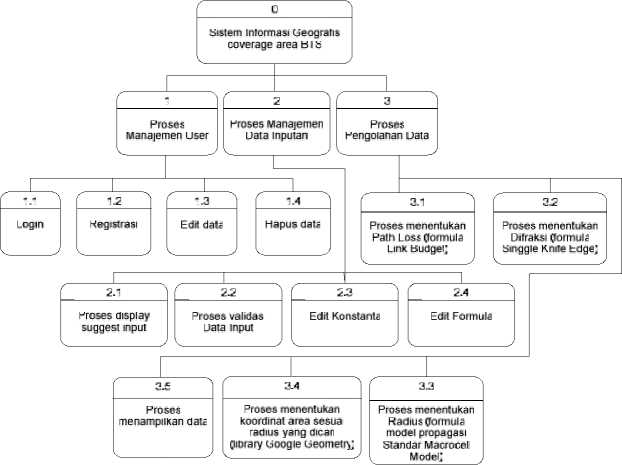 0
Sistem Informasi Geografis
coverage area BTS
1
Proses
Manajemen User
2
Proses Manajemen
Data Inputan
3
Proses
Pengolahan Data
1.1
Login
1.2
Registrasi
1.3
Edit data
1.4
Hapus data
3.1
Proses menentukan
Path Loss (formula
Link Budget)
3.2
Proses menentukan
Difraksi (formula
Singgle Knife Edge)
2.1
Proses display
suggest input
2.2
Proses validas
Data Input
2.3
Edit Konstanta
2.4
Edit Formula
3.5
Proses
menampilkan data
3.4
Proses menentukan
koordinat area sesua
radius yang dicari
(library Google Geometry)
3.3
Proses menentukan
Radius (formula
model propagasi
Standar Macrocell
Model)